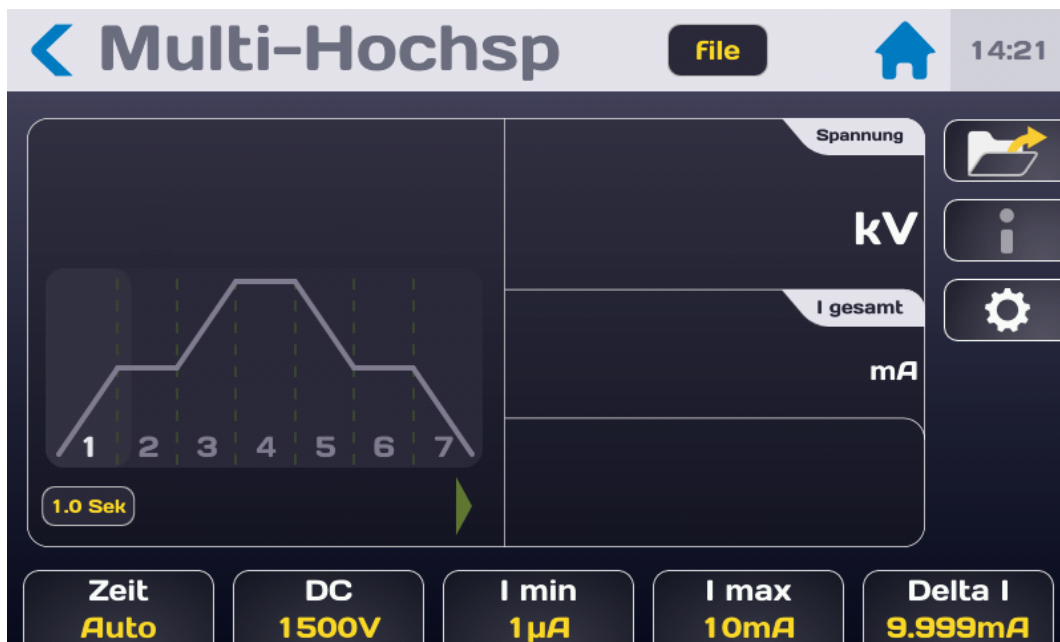 Multi-Hochsp
File
14:21
Spannung
kV
I gesamt
mA
1 2 3 4 5 6 7
1.0 Sek
Zeit
Auto
DC
1500V
I min
1µA
I max
10mA
Delta I
9.999mA